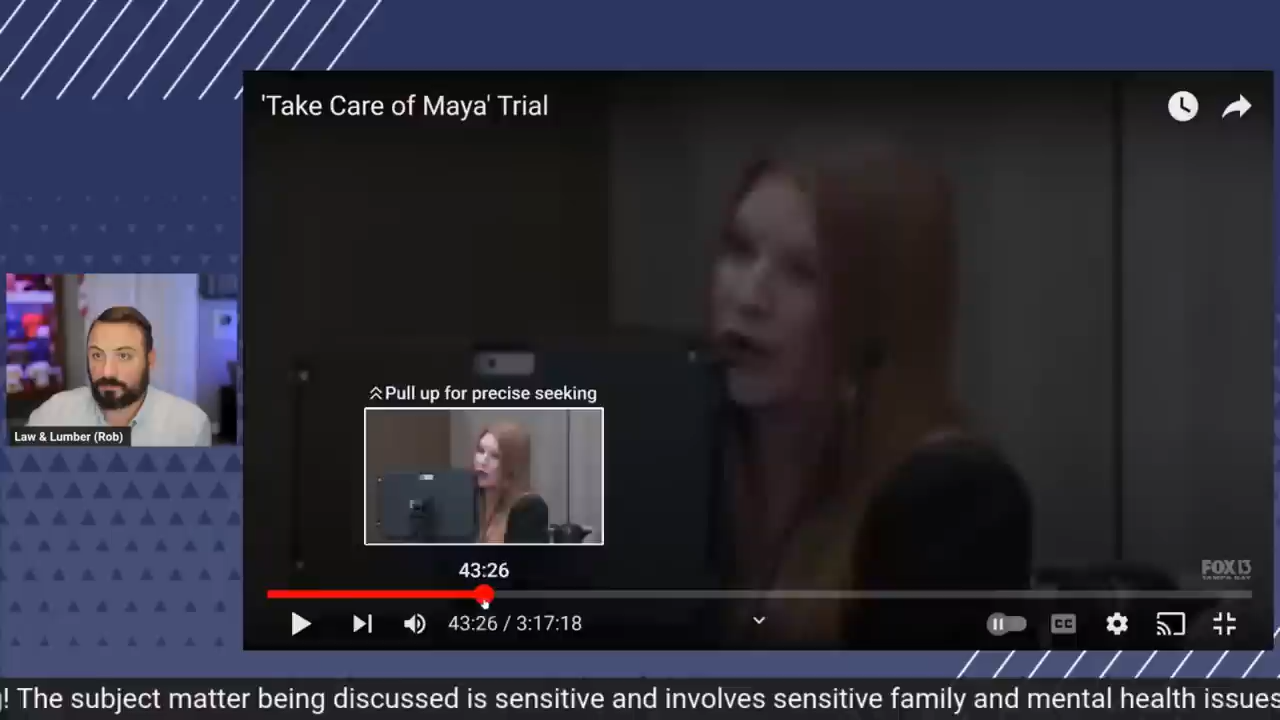 'Take Care of Maya' Trial
Pull up for precise seeking
Law & Lumber (Rob)
43:26
FOX 13
TAMPA BAY
43:26 / 3:17:18
CC
! The subject matter being discussed is sensitive and involves sensitive family and mental health issues